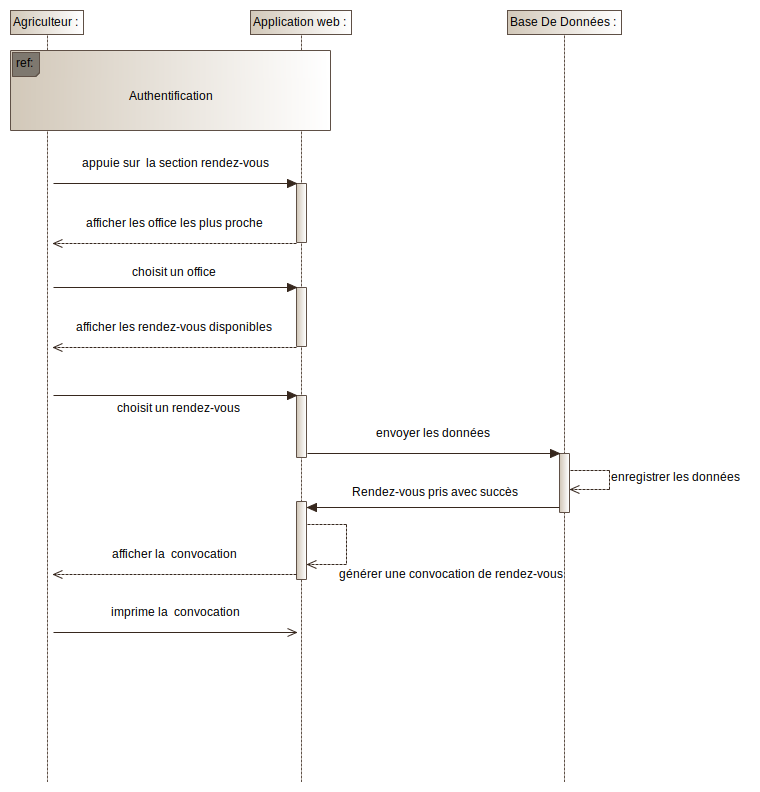 Agriculteur :
Application web :
Base De Données :
ref:
Authentification
appuie sur  la section rendez-vous
afficher les office les plus proche
choisit un office
afficher les rendez-vous disponibles
choisit un rendez-vous
envoyer les données
enregistrer les données
Rendez-vous pris avec succès
afficher la  convocation
générer une convocation de rendez-vous
imprime la  convocation